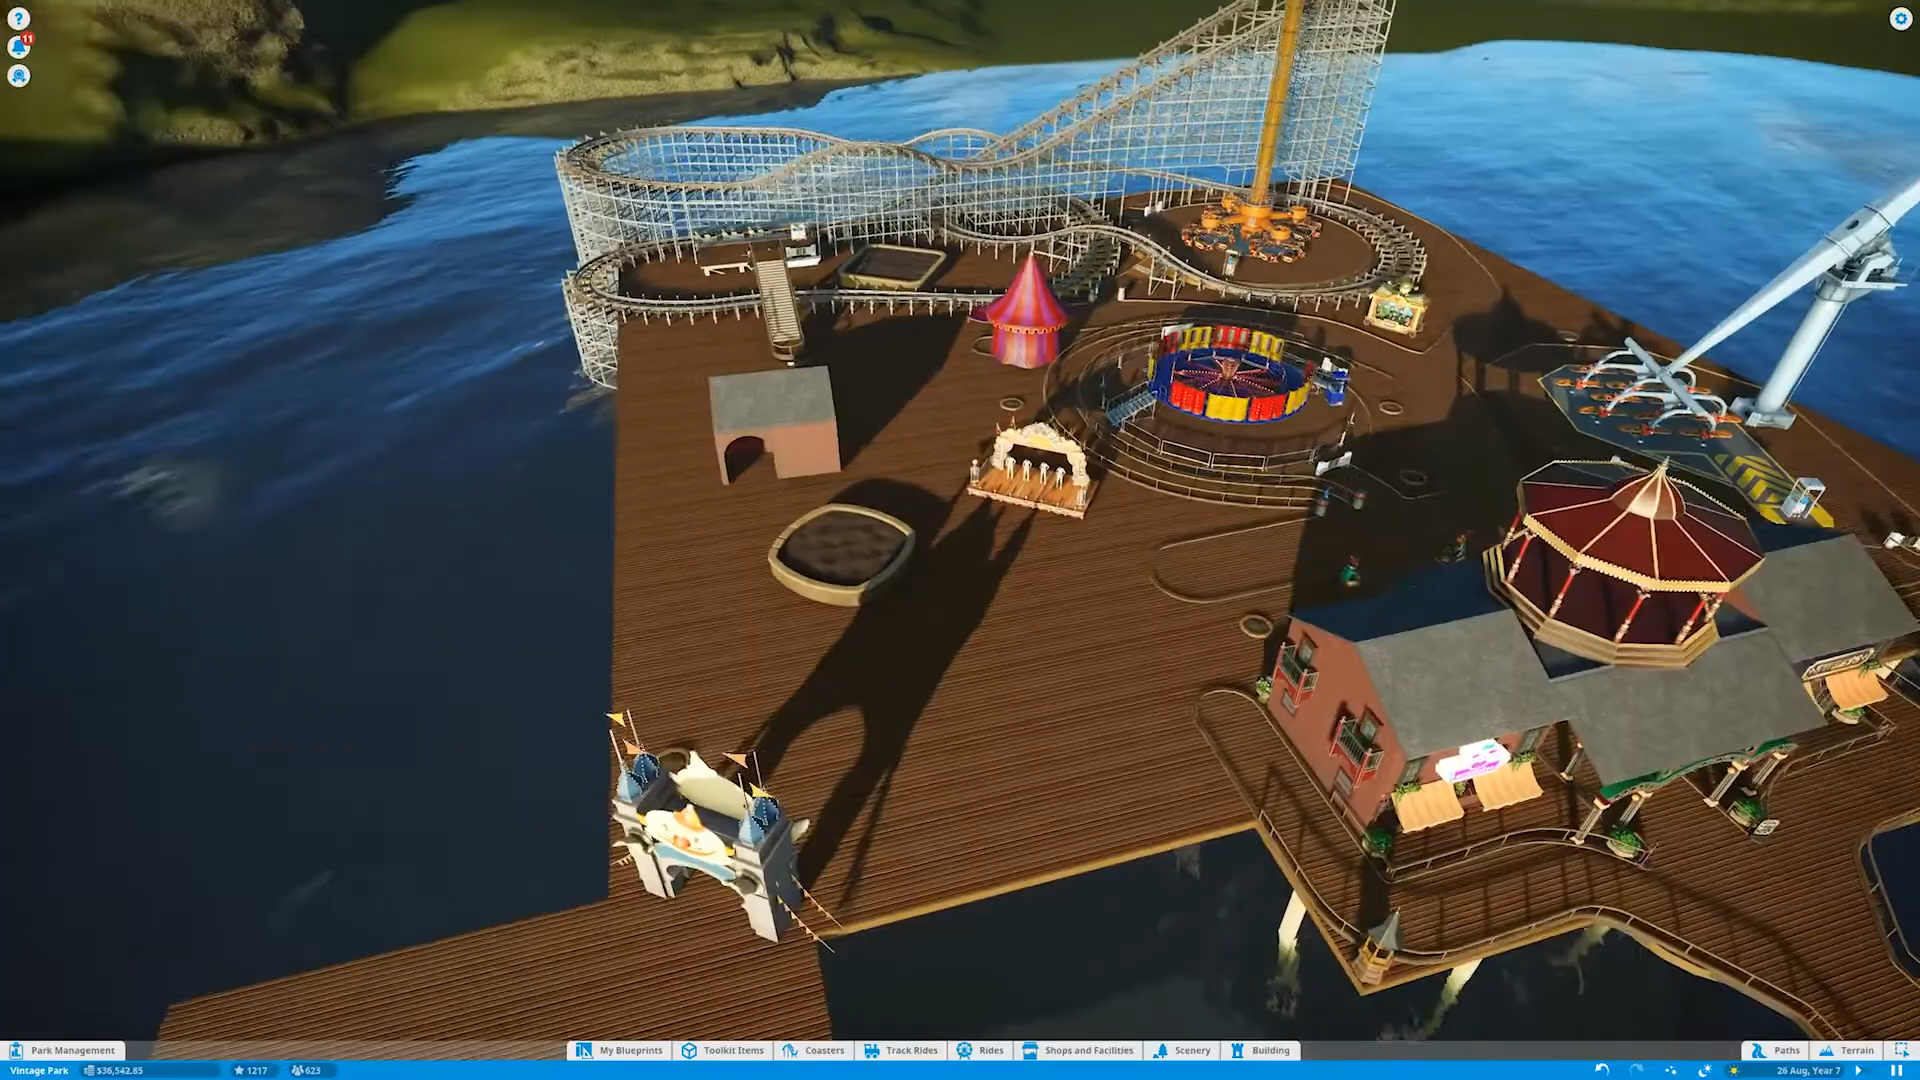 ?
11
Park Management
My Blueprints
Toolkit Items
Coasters
Track Rides
Rides
Shops and Facilities
Scenery
Building
Paths
Terrain
Vintage Park
$36,542.85
1217
623
26 Aug, Year 7